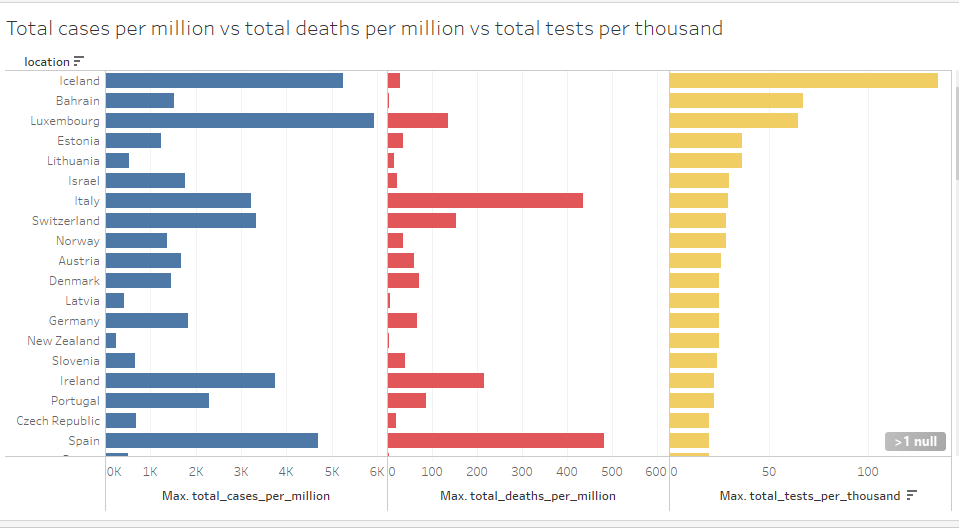 Total cases per million vs total deaths per million vs total tests per thousand
location
Iceland
Bahrain
Luxembourg
Estonia
Lithuania
Israel
Italy
Switzerland
Norway
Austria
Denmark
Latvia
Germany
New Zealand
Slovenia
Ireland
Portugal
Czech Republic
Spain
>1 null
0K 1K 2K 3K 4K 5K 6K 0 100 200 300 400 500 600 0 50 100
Max. total_cases_per_million Max. total_deaths_per_million Max. total_tests_per_thousand